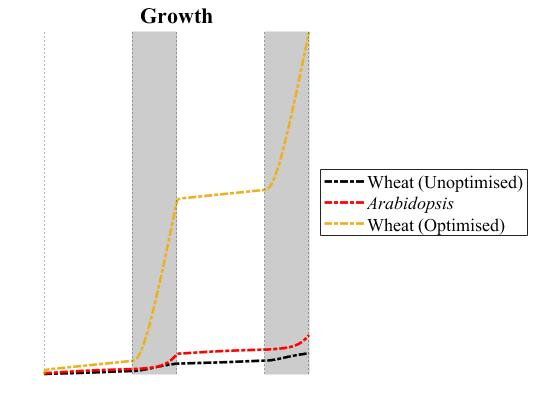 Growth
Wheat (Unoptimised)
Arabidopsis
Wheat (Optimised)